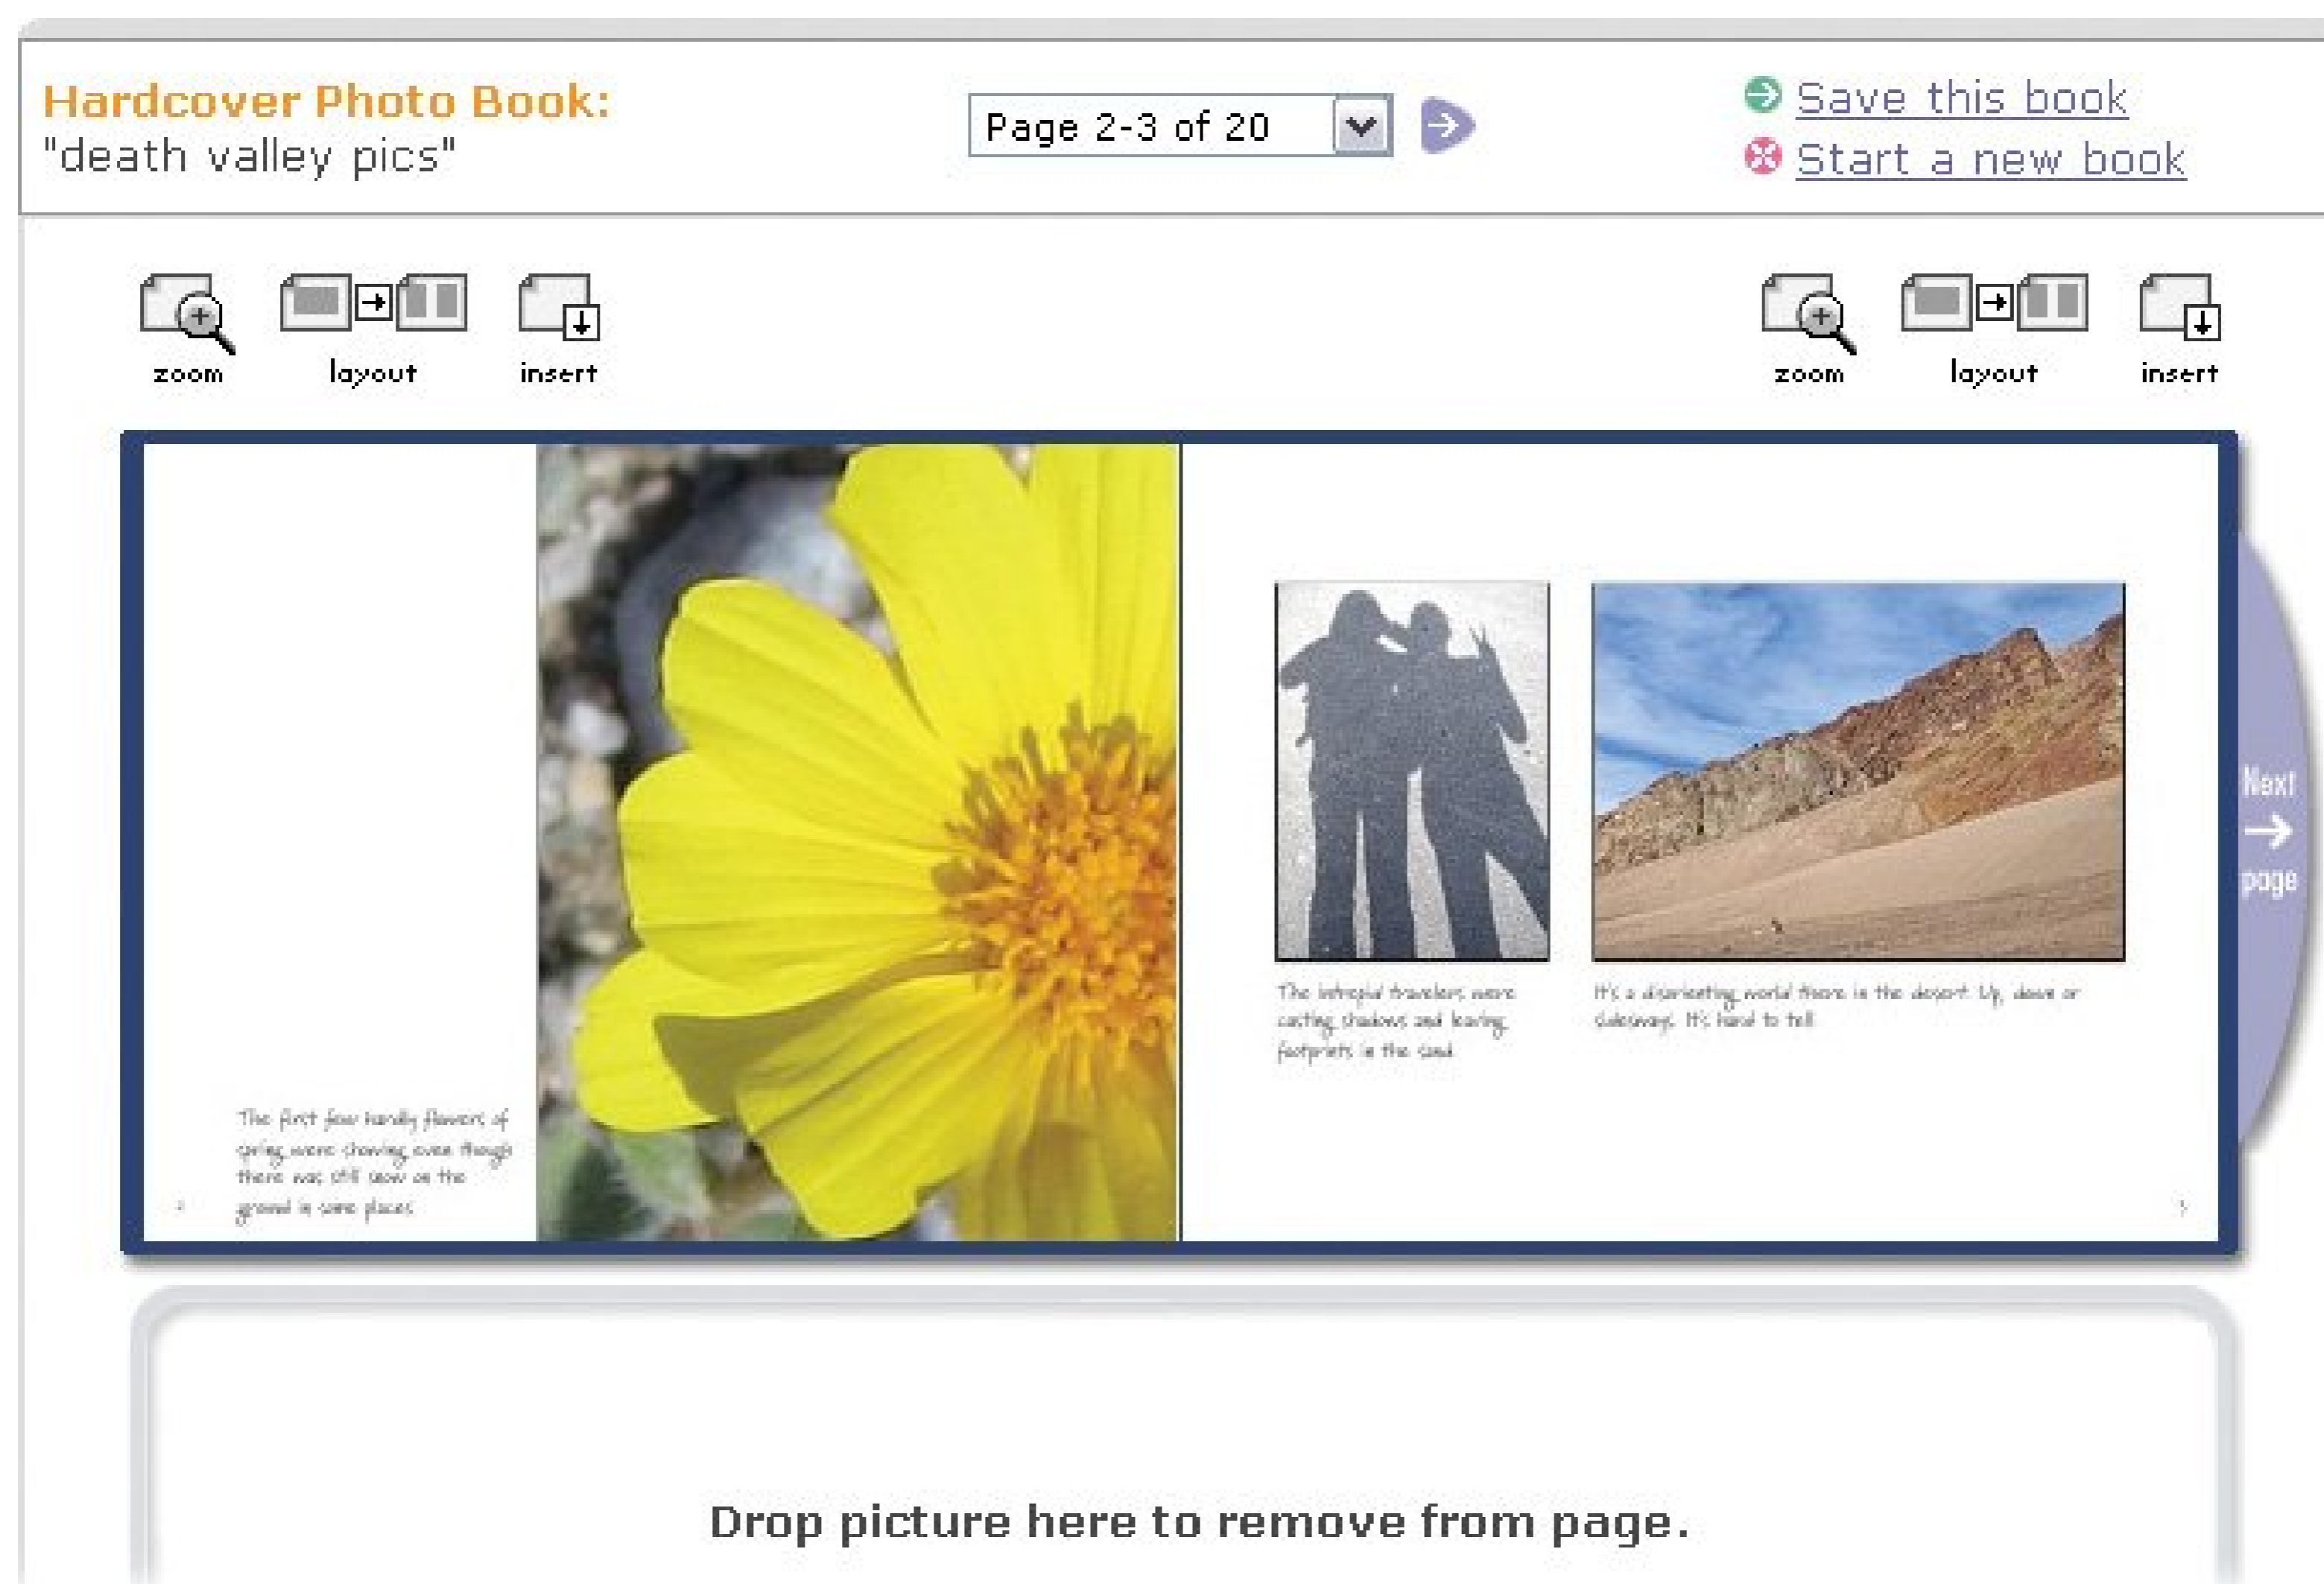 Hardcover Photo Book:
"death valley pics"
Page 2-3 of 20
Save this book
Start a new book
zoom layout insert
zoom layout insert
The first few hardy flowers of
spring were showing even though
there was still snow on the
ground in some places
2
The intrepid travelers were
casting shadows and leaving
footprints in the sand
It's a disorienting world there in the desert. Up, down or
sideways. It's hard to tell
3
Next
page
Drop picture here to remove from page.